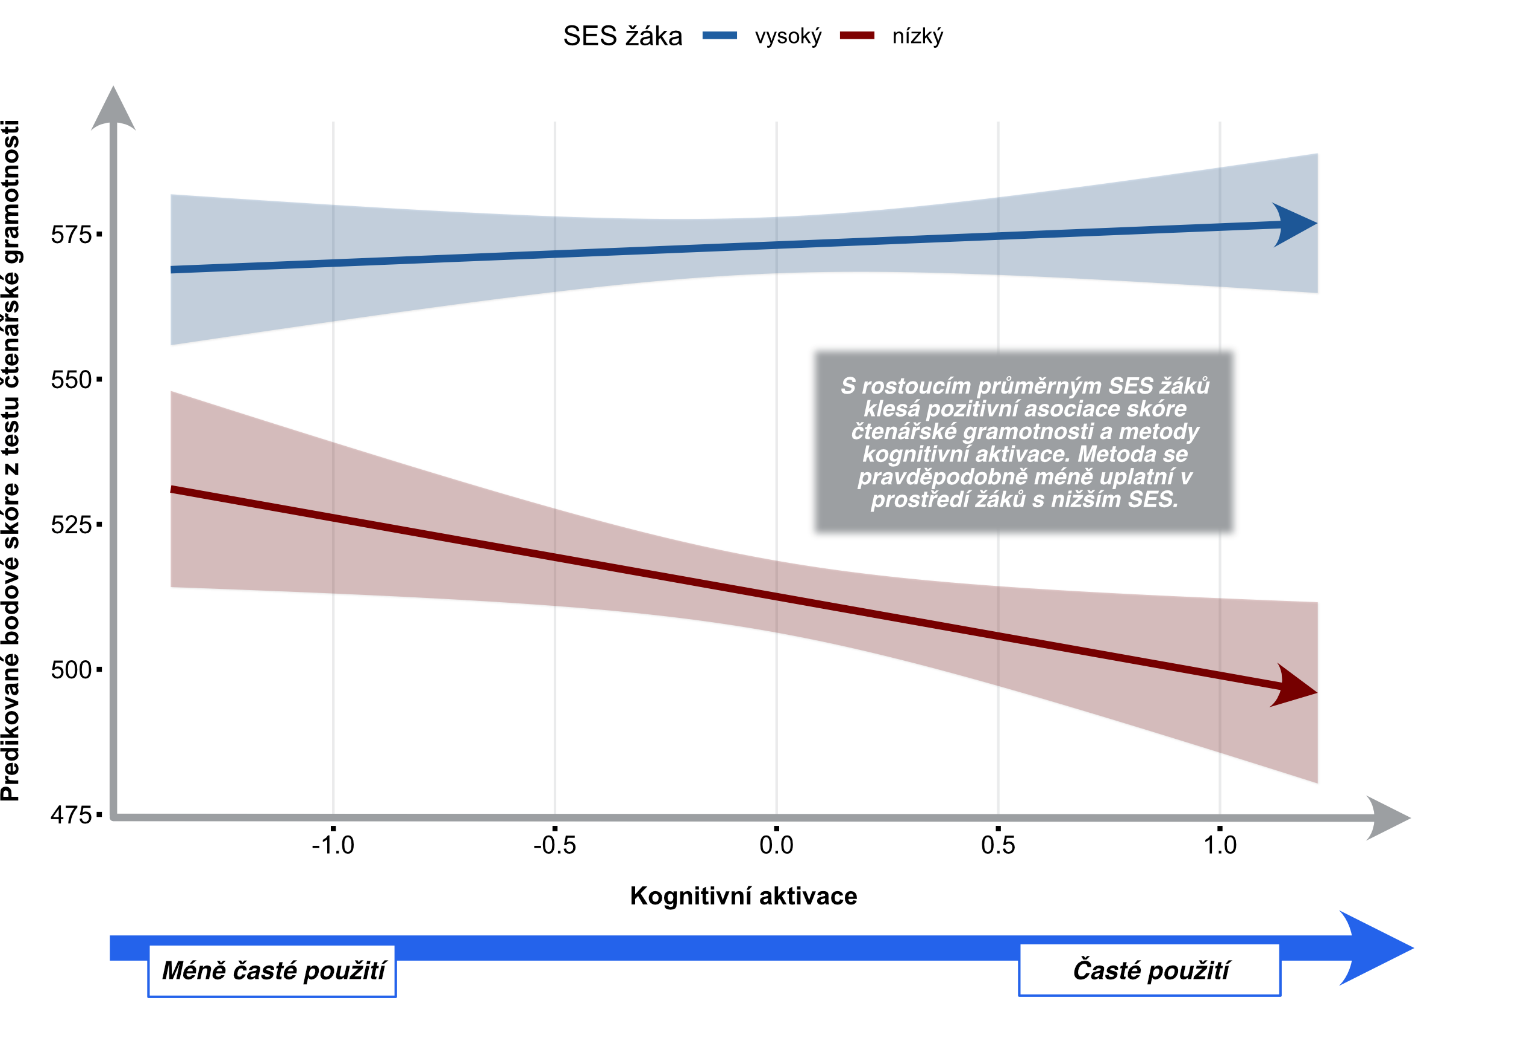 SES žáka vysoký nízký
Predikované bodové skóre z testu čtenářské gramotnosti
575
550
525
500
475
S rostoucím průměrným SES žáků
klesá pozitivní asociace skóre
čtenářské gramotnosti a metody
kognitivní aktivace. Metoda se
pravděpodobně méně uplatní v
prostředí žáků s nižším SES.
-1.0 -0.5 0.0 0.5 1.0
Kognitivní aktivace
Méně časté použití Časté použití